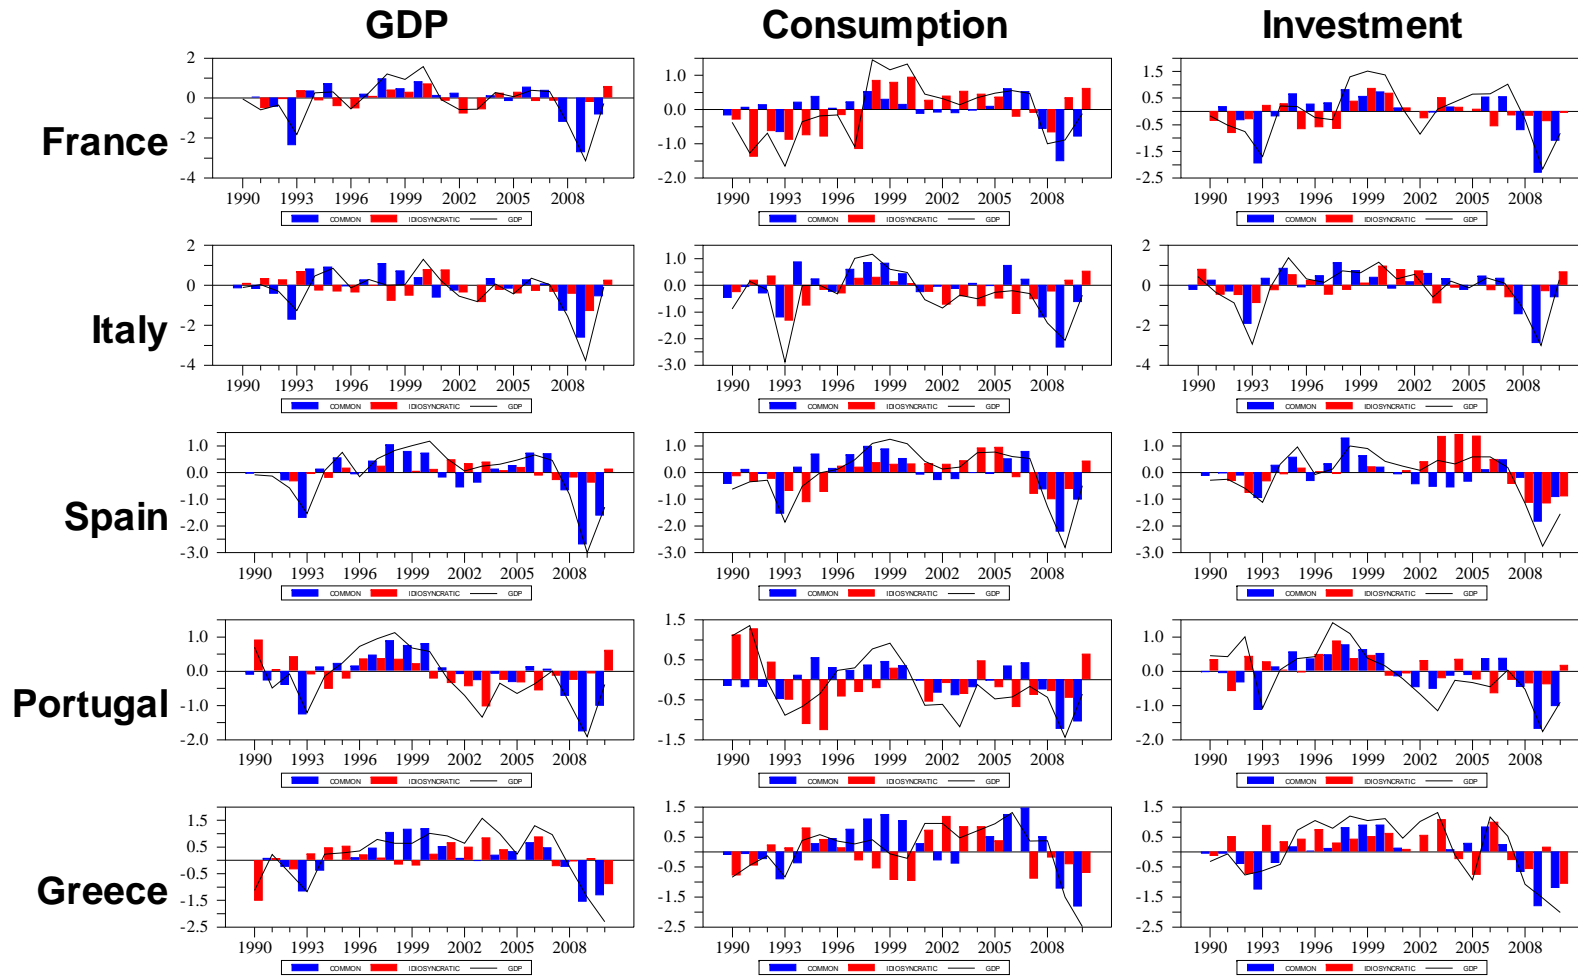 GDP Consumption Investment
France
2 0 -2 -4
1990 1993 1996 1999 2002 2005 2008
COMMON IDIOSYNCRATIC GDP
1.0 0.0 -1.0 -2.0
1990 1993 1996 1999 2002 2005 2008
COMMON IDIOSYNCRATIC GDP
1.5 0.5 -0.5 -1.5 -2.5
1990 1993 1996 1999 2002 2005 2008
COMMON IDIOSYNCRATIC GDP
Italy
2 0 -2 -4
1990 1993 1996 1999 2002 2005 2008
COMMON IDIOSYNCRATIC GDP
1.0 0.0 -1.0 -2.0 -3.0
1990 1993 1996 1999 2002 2005 2008
COMMON IDIOSYNCRATIC GDP
2 0 -2 -4
1990 1993 1996 1999 2002 2005 2008
COMMON IDIOSYNCRATIC GDP
Spain
1.0 0.0 -1.0 -2.0 -3.0
1990 1993 1996 1999 2002 2005 2008
COMMON IDIOSYNCRATIC GDP
1.0 0.0 -1.0 -2.0 -3.0
1990 1993 1996 1999 2002 2005 2008
COMMON IDIOSYNCRATIC GDP
1.0 0.0 -1.0 -2.0 -3.0
1990 1993 1996 1999 2002 2005 2008
COMMON IDIOSYNCRATIC GDP
Portugal
1.0 0.0 -1.0 -2.0
1990 1993 1996 1999 2002 2005 2008
COMMON IDIOSYNCRATIC GDP
1.5 0.5 -0.5 -1.5
1990 1993 1996 1999 2002 2005 2008
COMMON IDIOSYNCRATIC GDP
1.0 0.0 -1.0 -2.0
1990 1993 1996 1999 2002 2005 2008
COMMON IDIOSYNCRATIC GDP
Greece
1.5 0.5 -0.5 -1.5 -2.5
1990 1993 1996 1999 2002 2005 2008
COMMON IDIOSYNCRATIC GDP
1.5 0.5 -0.5 -1.5 -2.5
1990 1993 1996 1999 2002 2005 2008
COMMON IDIOSYNCRATIC GDP
1.5 0.5 -0.5 -1.5 -2.5
1990 1993 1996 1999 2002 2005 2008
COMMON IDIOSYNCRATIC GDP